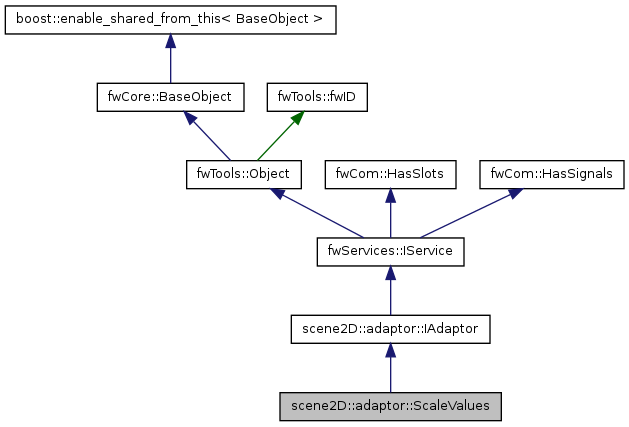 boost::enable_shared_from_this< BaseObject >
fwCore::BaseObject
fwTools::fwID
fwTools::Object
fwCom::HasSlots
fwCom::HasSignals
fwServices::IService
scene2D::adaptor::IAdaptor
scene2D::adaptor::ScaleValues